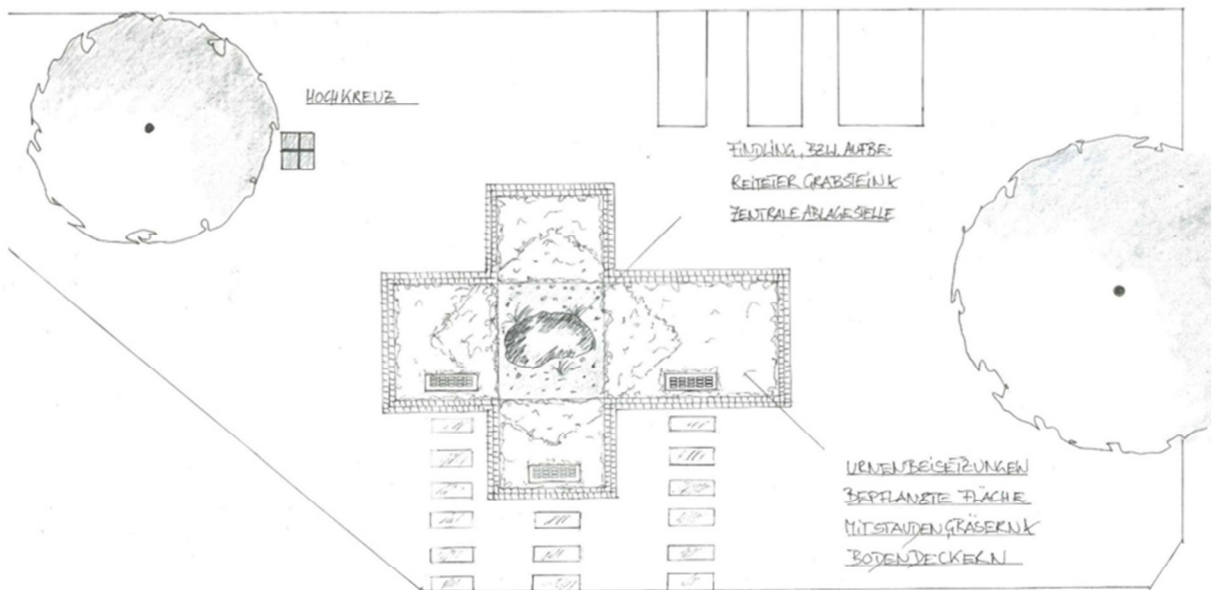 HOCHKREUZ
FINDLING, BZW. AUFBE-
REITETER GRABSTEIN &
ZENTRALE ABLAGESTELLE
URNENBEISETZUNGEN
BEPFLANZTE FLÄCHE
MIT STAUDEN, GRÄSERN &
BODENDECKERN